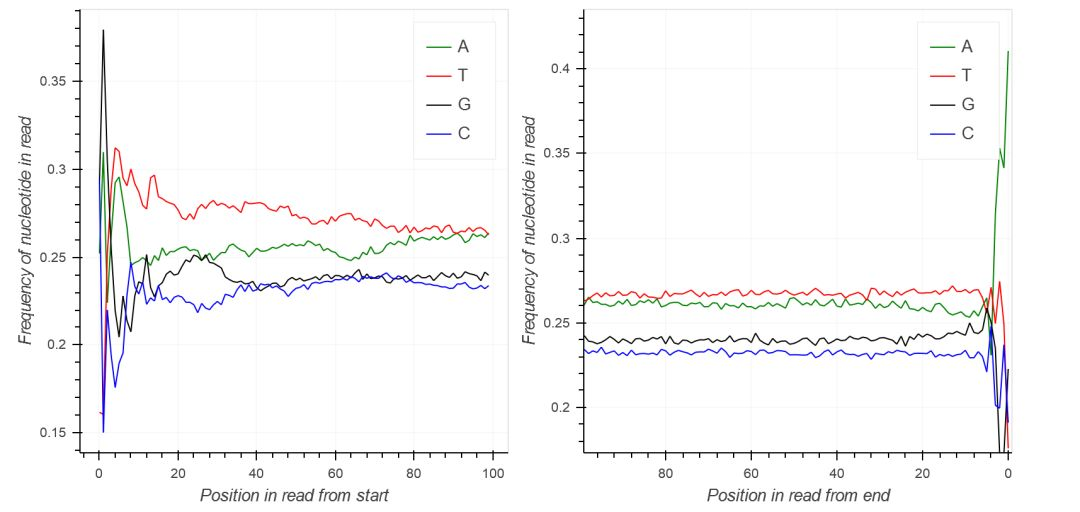 Frequency of nucleotide in read
0.35
0.3
0.25
0.2
0.15
A
T
G
C
0 20 40 60 80 100
Position in read from start
Frequency of nucleotide in read
0.4
0.35
0.3
0.25
0.2
A
T
G
C
80 60 40 20 0
Position in read from end